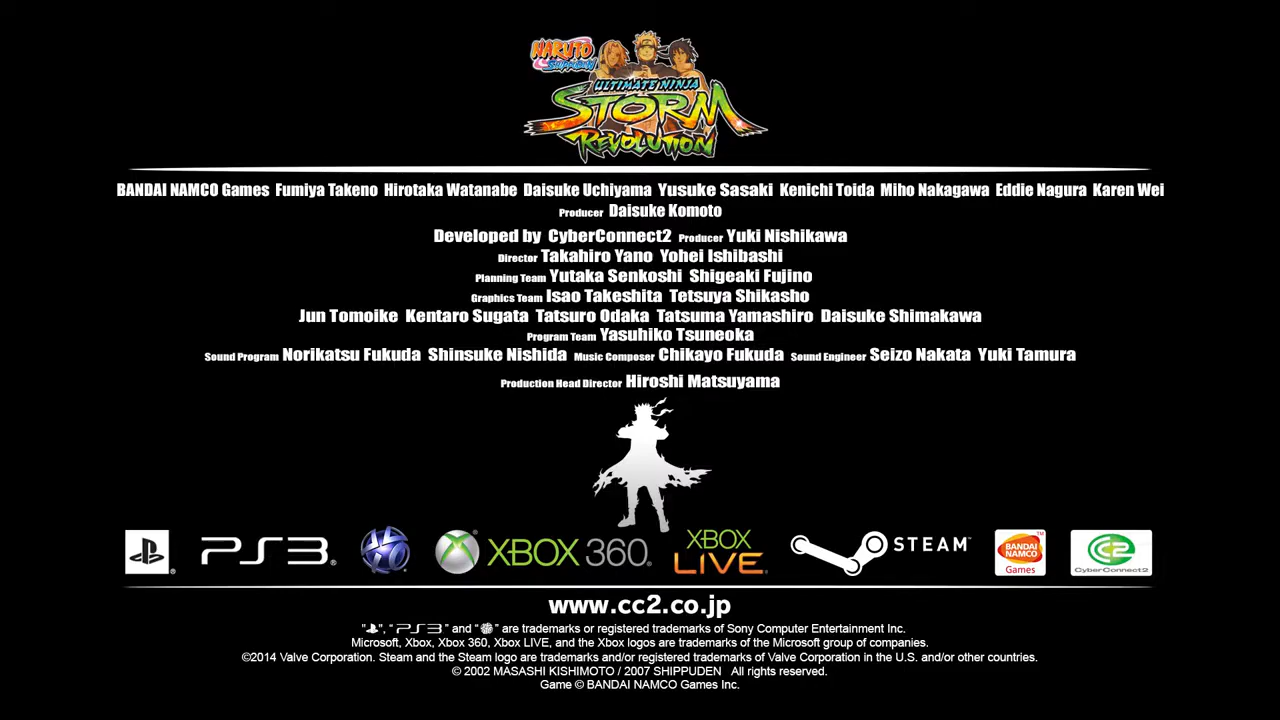 NARUTO
SHIPPUDEN
ULTIMATE NINJA
STORM
REVOLUTION
BANDAI NAMCO Games Fumiya Takeno Hirotaka Watanabe Daisuke Uchiyama Yusuke Sasaki Kenichi Toida Miho Nakagawa Eddie Nagura Karen Wei
Producer Daisuke Komoto
Developed by CyberConnect2 Producer Yuki Nishikawa
Director Takahiro Yano Yohei Ishibashi
Planning Team Yutaka Senkoshi Shigeaki Fujino
Graphics Team Isao Takeshita Tetsuya Shikasho
Jun Tomoike Kentaro Sugata Tatsuro Odaka Tatsuma Yamashiro Daisuke Shimakawa
Program Team Yasuhiko Tsuneoka
Sound Program Norikatsu Fukuda Shinsuke Nishida Music Composer Chikayo Fukuda Sound Engineer Seizo Nakata Yuki Tamura
Production Head Director Hiroshi Matsuyama
PS3® XBOX 360® XBOX LIVE® STEAM™ BANDAI NAMCO Games™ C2 CyberConnect2
www.cc2.co.jp
"", "PS3" and "" are trademarks or registered trademarks of Sony Computer Entertainment Inc.
Microsoft, Xbox, Xbox 360, Xbox LIVE, and the Xbox logos are trademarks of the Microsoft group of companies.
©2014 Valve Corporation. Steam and the Steam logo are trademarks and/or registered trademarks of Valve Corporation in the U.S. and/or other countries.
© 2002 MASASHI KISHIMOTO / 2007 SHIPPUDEN All rights reserved.
Game © BANDAI NAMCO Games Inc.